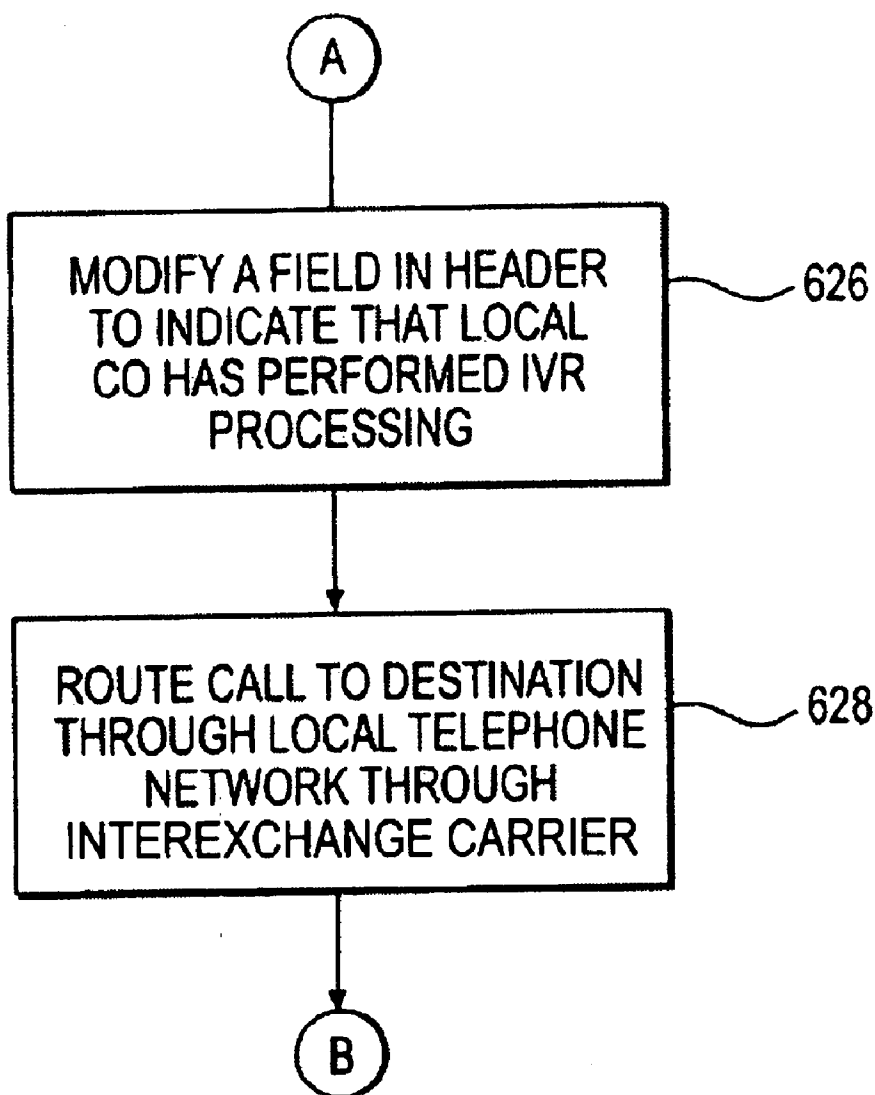 A
MODIFY A FIELD IN HEADER
TO INDICATE THAT LOCAL
CO HAS PERFORMED IVR
PROCESSING
626
ROUTE CALL TO DESTINATION
THROUGH LOCAL TELEPHONE
NETWORK THROUGH
INTEREXCHANGE CARRIER
628
B